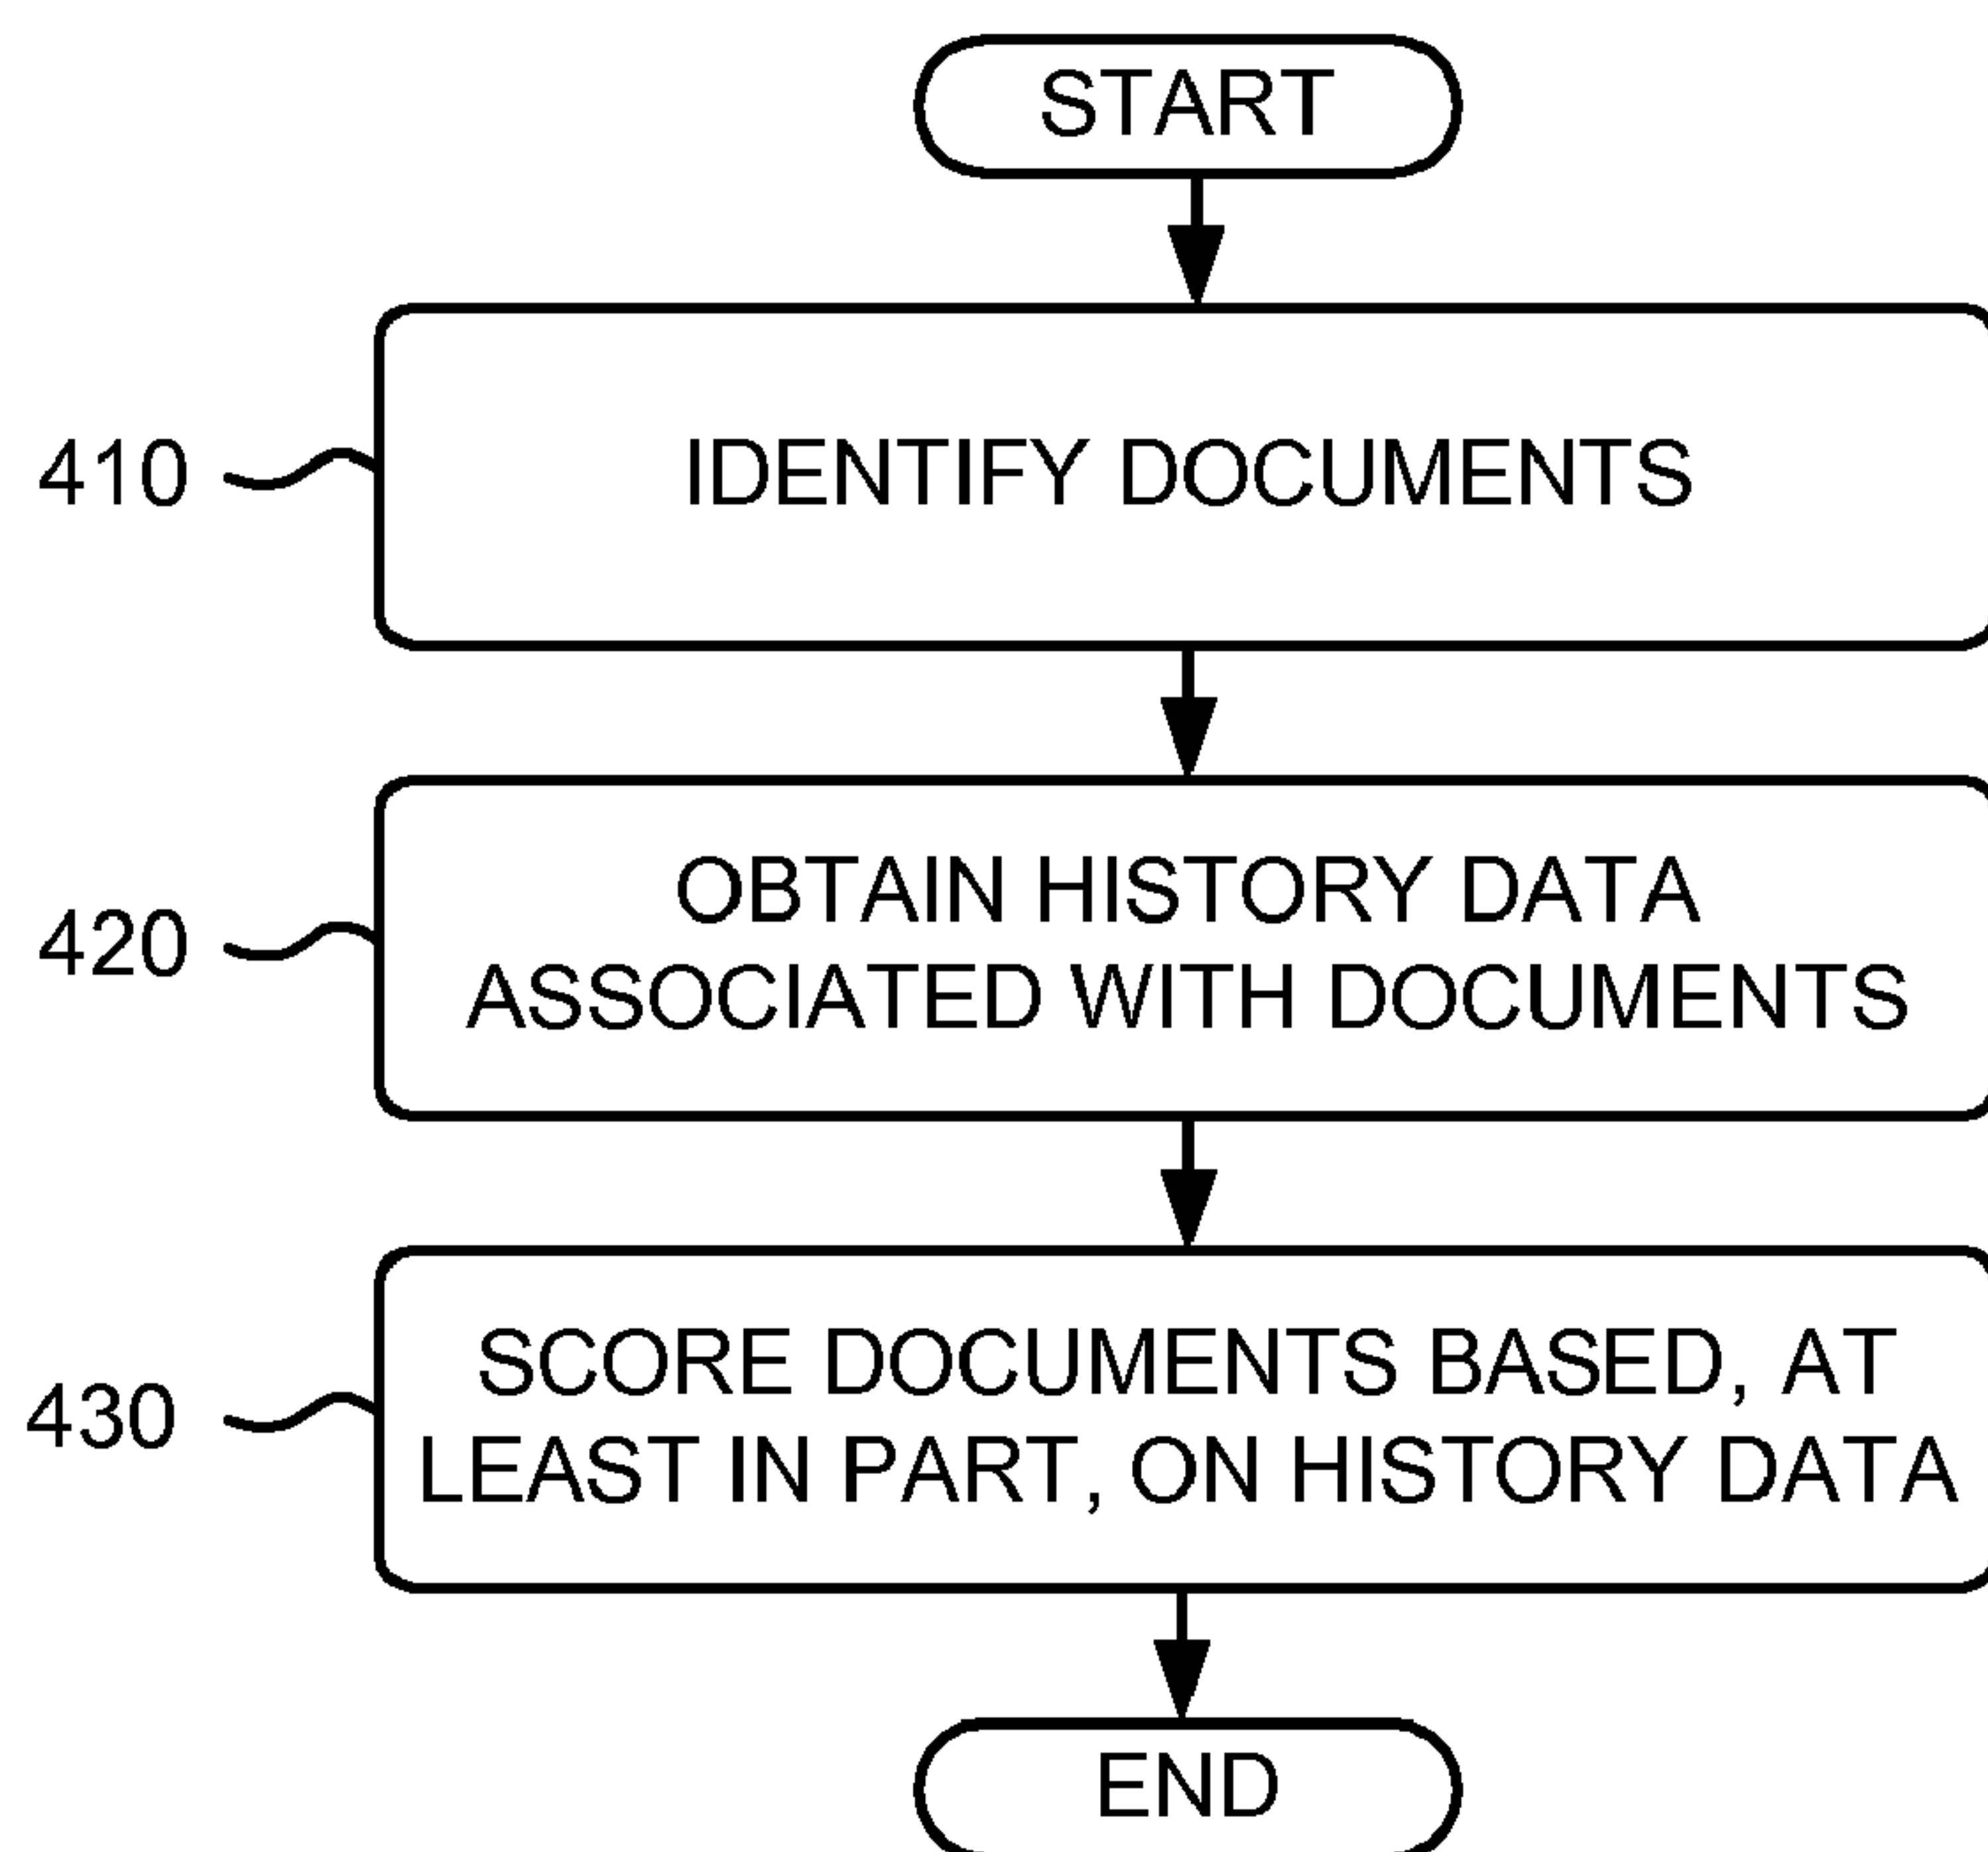 START
410
IDENTIFY DOCUMENTS
420
OBTAIN HISTORY DATA
ASSOCIATED WITH DOCUMENTS
430
SCORE DOCUMENTS BASED, AT
LEAST IN PART, ON HISTORY DATA
END